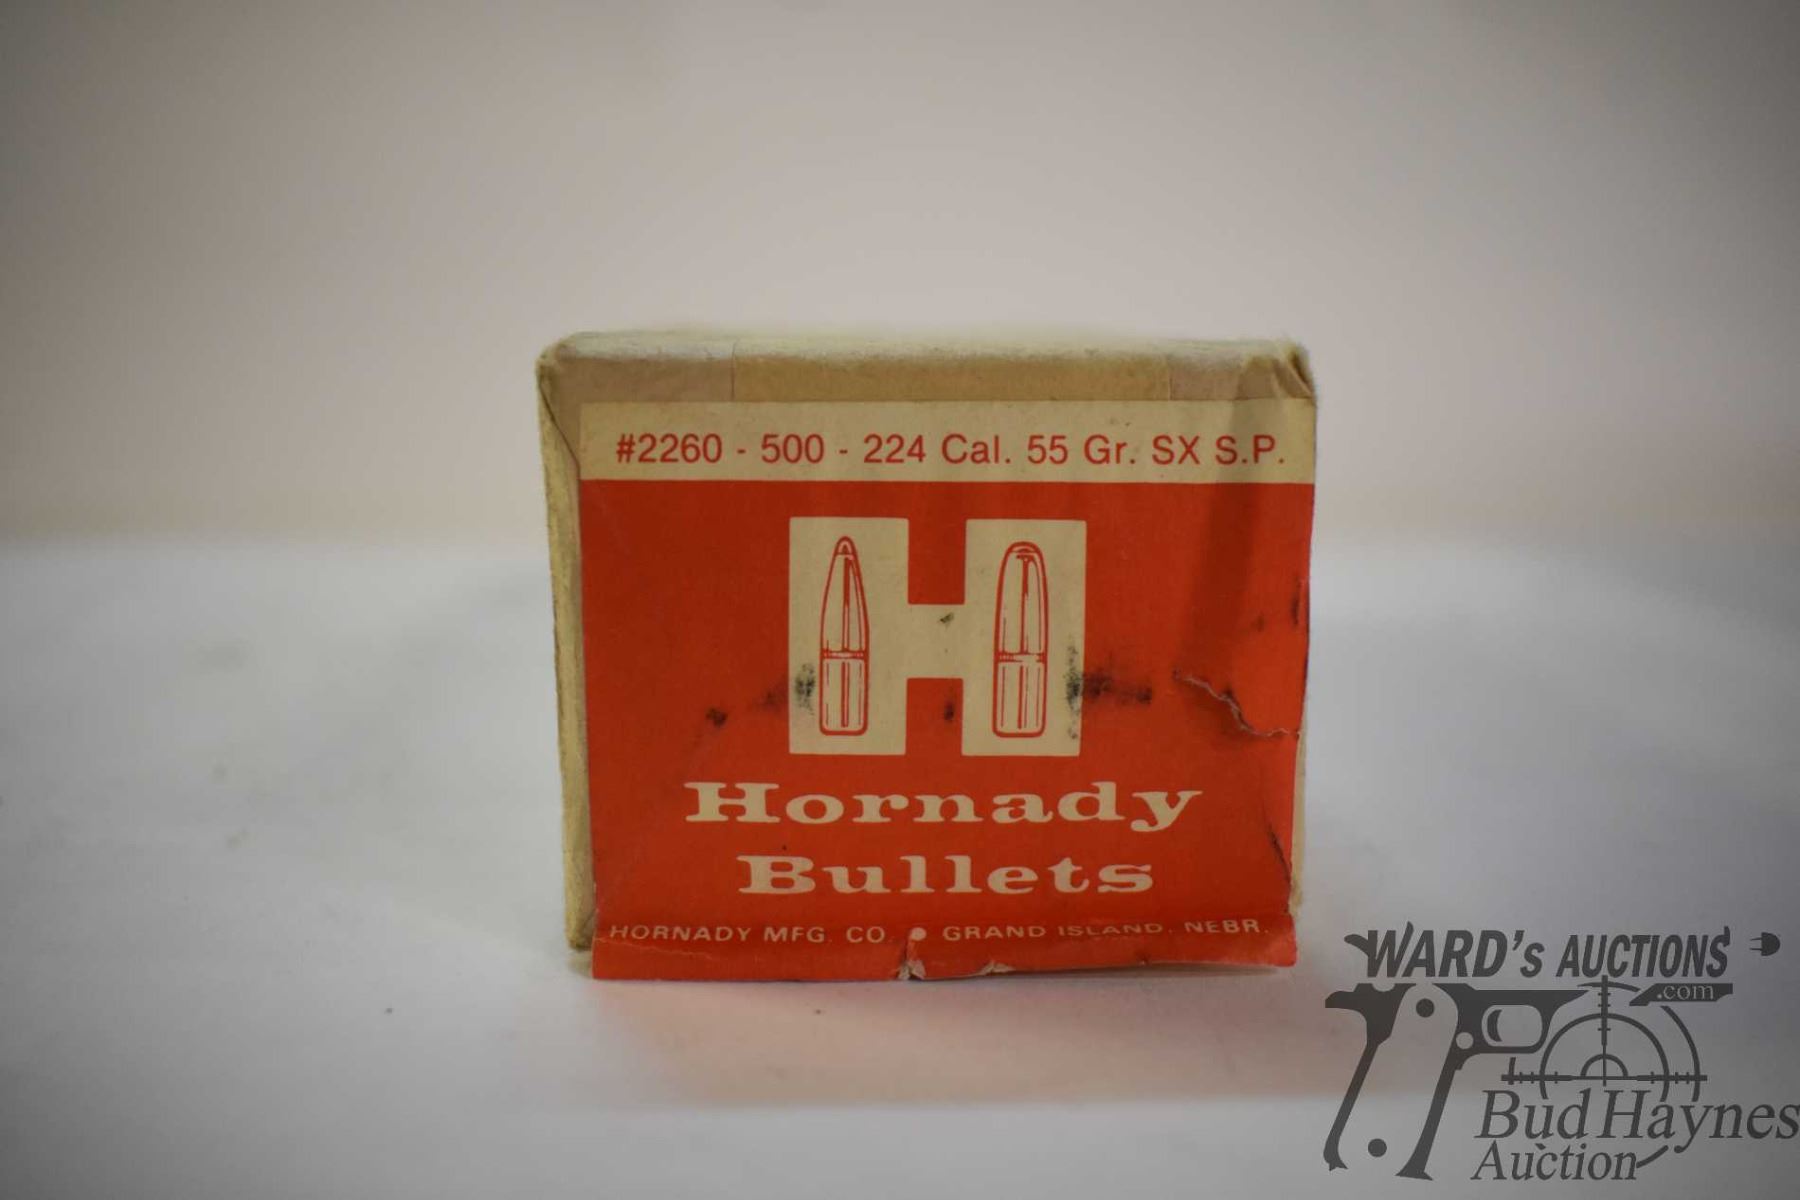 #2260 - 500 - 224 Cal. 55 Gr. SX S.P.
H
Hornady
Bullets
HORNADY MFG. CO. ● GRAND ISLAND, NEBR.
WARD's AUCTIONS
.com
Bud Haynes
Auction